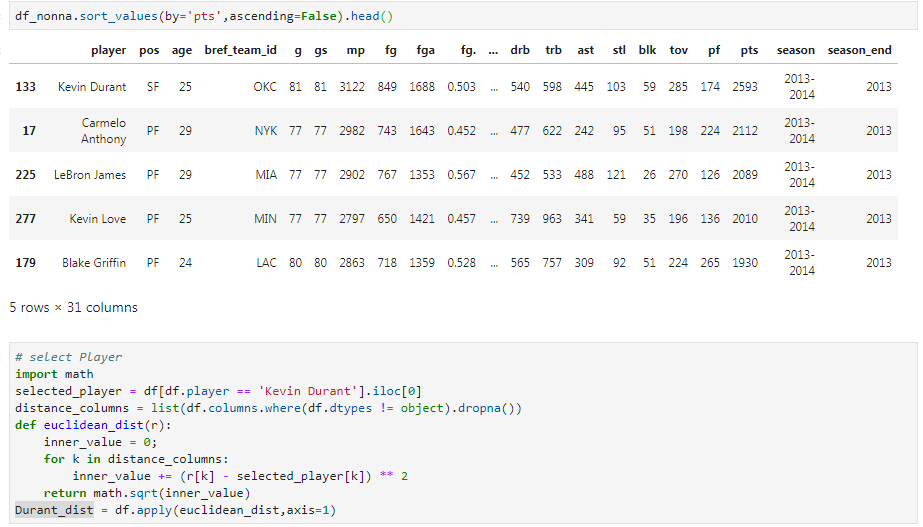 df_nonna.sort_values(by='pts',ascending=False).head()
player pos age bref_team_id g gs mp fg fga fg. ... drb trb ast stl blk tov pf pts season season_end
133 Kevin Durant SF 25 OKC 81 81 3122 849 1688 0.503 ... 540 598 445 103 59 285 174 2593 2013-2014 2013
17 Carmelo Anthony PF 29 NYK 77 77 2982 743 1643 0.452 ... 477 622 242 95 51 198 224 2112 2013-2014 2013
225 LeBron James PF 29 MIA 77 77 2902 767 1353 0.567 ... 452 533 488 121 26 270 126 2089 2013-2014 2013
277 Kevin Love PF 25 MIN 77 77 2797 650 1421 0.457 ... 739 963 341 59 35 196 136 2010 2013-2014 2013
179 Blake Griffin PF 24 LAC 80 80 2863 718 1359 0.528 ... 565 757 309 92 51 224 265 1930 2013-2014 2013
5 rows × 31 columns
# select Player
import math
selected_player = df[df.player == 'Kevin Durant'].iloc[0]
distance_columns = list(df.columns.where(df.dtypes != object).dropna())
def euclidean_dist(r):
    inner_value = 0;
    for k in distance_columns:
        inner_value += (r[k] - selected_player[k]) ** 2
    return math.sqrt(inner_value)
Durant_dist = df.apply(euclidean_dist,axis=1)